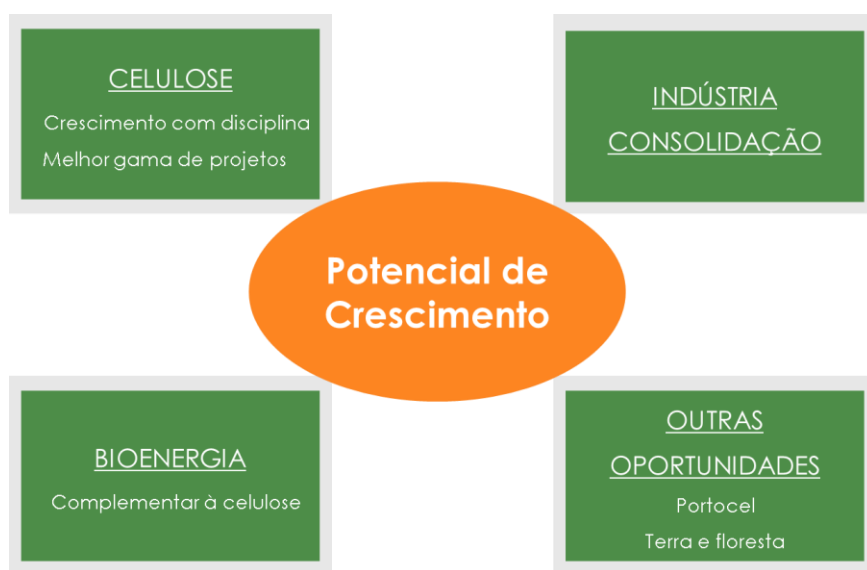 CELULOSE
Crescimento com disciplina
Melhor gama de projetos
INDÚSTRIA
CONSOLIDAÇÃO
Potencial de
Crescimento
BIOENERGIA
Complementar à celulose
OUTRAS
OPORTUNIDADES
Portocel
Terra e floresta